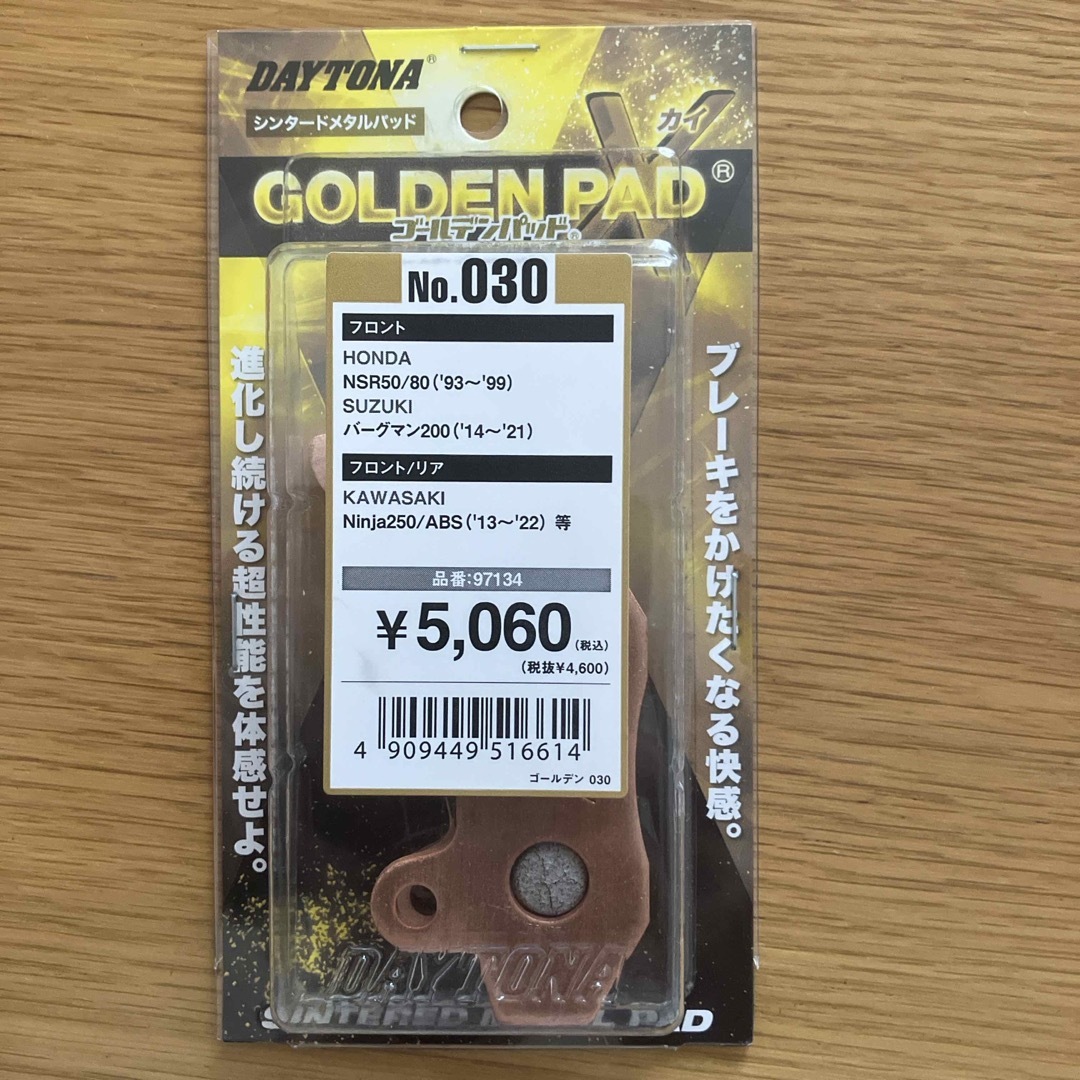 DAYTONA®
シンタードメタルパッド
カイ
χ
GOLDEN PAD®
ゴールデンパッド®
No.030
フロント
HONDA
NSR50/80('93～'99)
SUZUKI
バーグマン200('14～'21)
フロント/リア
KAWASAKI
Ninja250/ABS('13～'22) 等
品番:97134
¥5,060(税込)
(税抜¥4,600)
4 909449 516614
ゴールデン 030
ブレーキをかけたくなる快感。
進化し続ける超性能を体感せよ。
DAYTONA
SINTERED METAL PAD